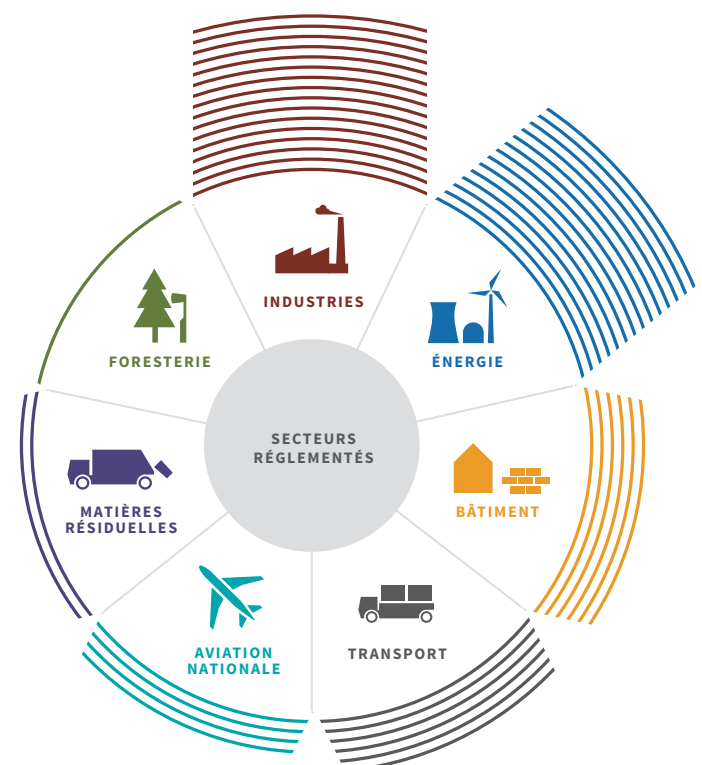 INDUSTRIES
FORESTERIE
ÉNERGIE
SECTEURS
RÉGLEMENTÉS
MATIÈRES
RÉSIDUELLES
BÂTIMENT
AVIATION
NATIONALE
TRANSPORT